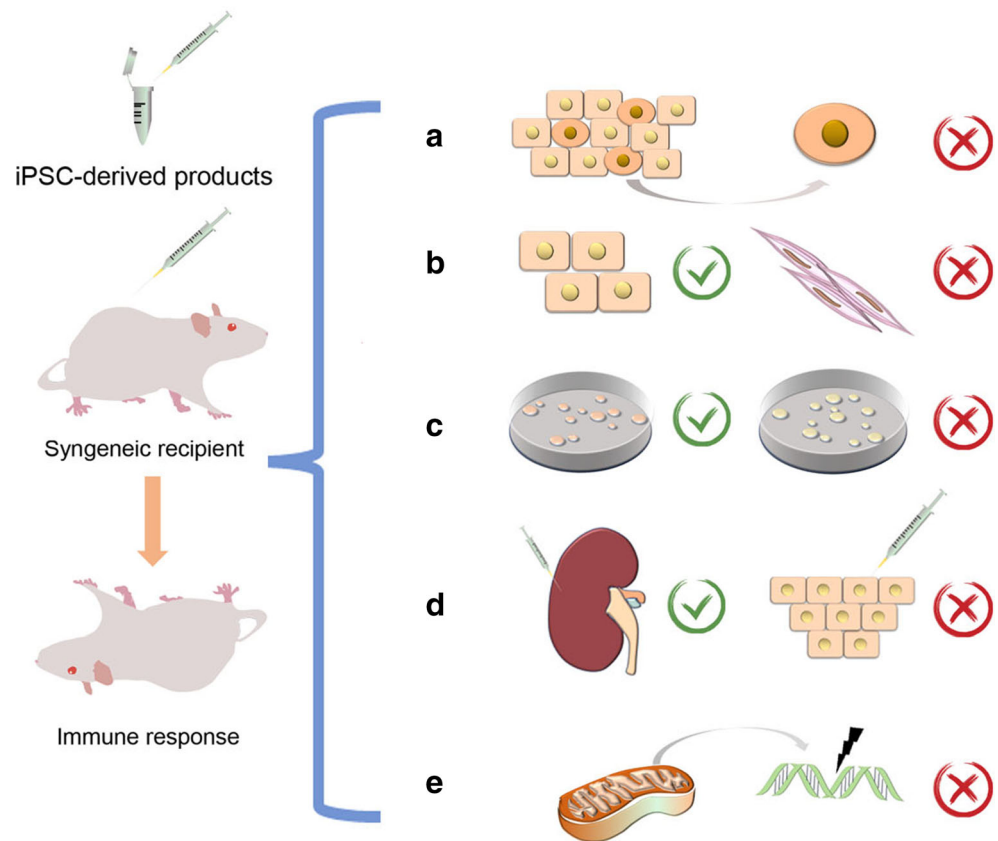 iPSC-derived products
Syngeneic recipient
Immune response
a
b
c
d
e